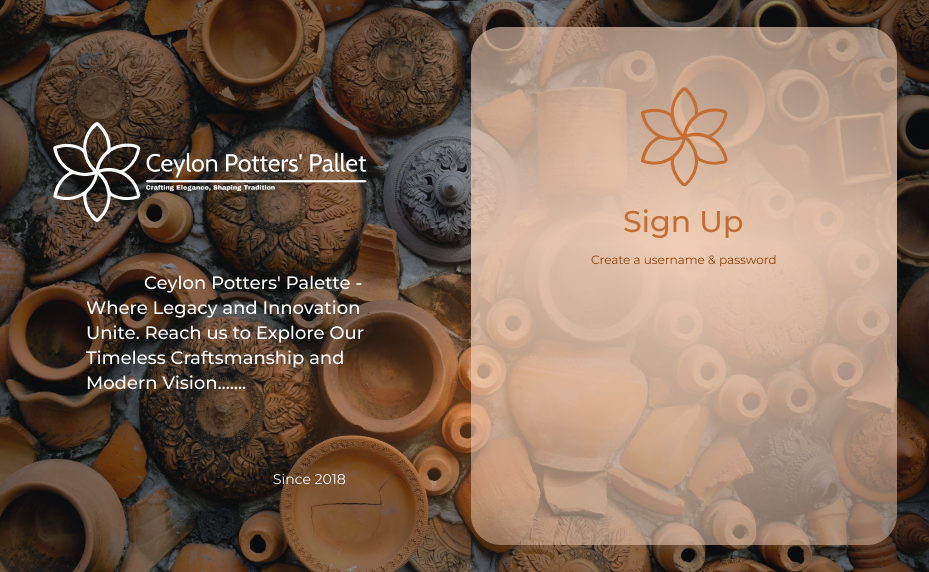 Ceylon Potters' Pallet
Crafting Elegance, Shaping Tradition
Ceylon Potters' Palette -
Where Legacy and Innovation
Unite. Reach us to Explore Our
Timeless Craftsmanship and
Modern Vision.......
Since 2018
Sign Up
Create a username & password